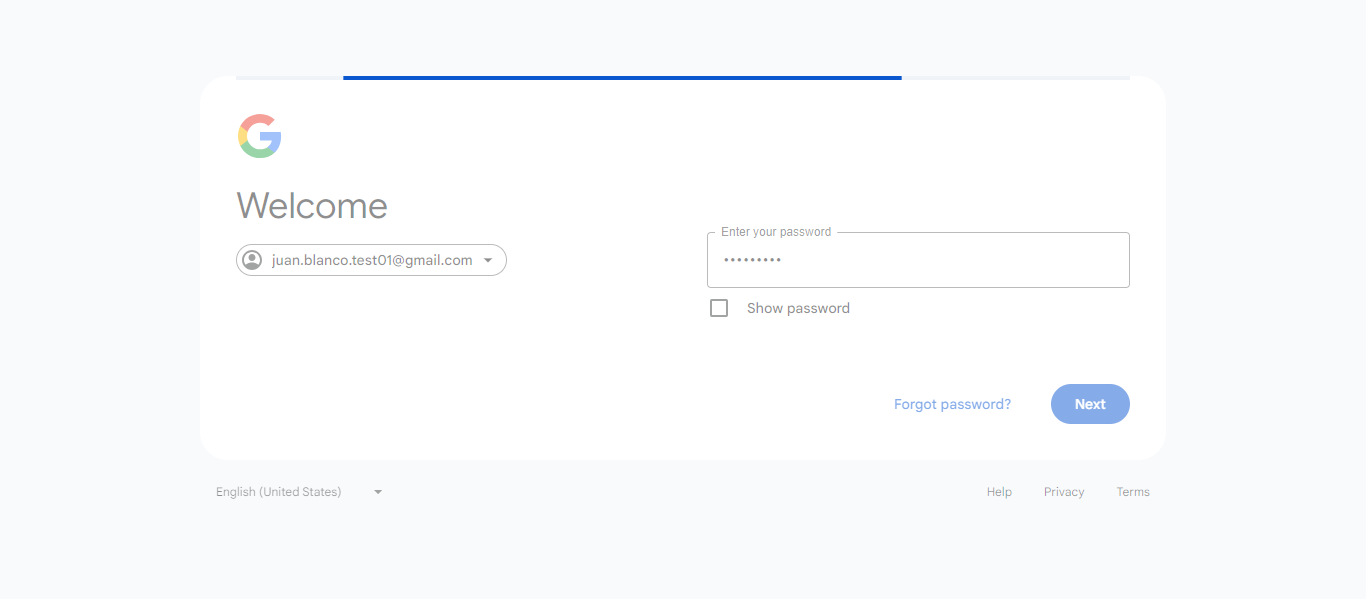 Welcome
juan.blanco.test01@gmail.com
Enter your password
•••••••••
Show password
Forgot password?
Next
English (United States)
Help
Privacy
Terms